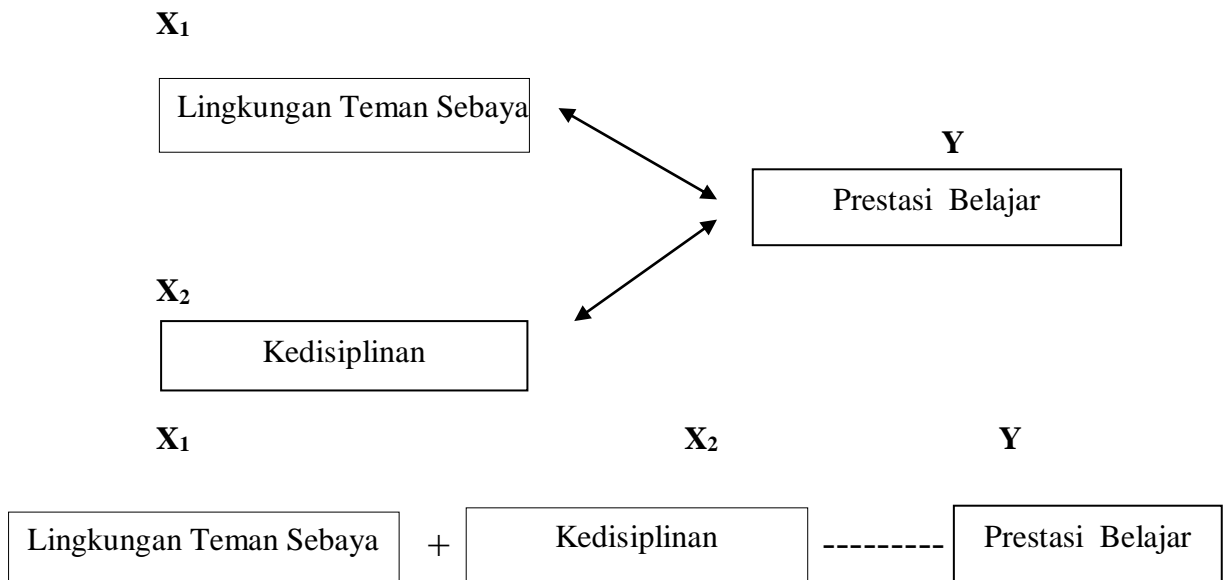 X₁
Lingkungan Teman Sebaya
Y
Prestasi Belajar
X₂
Kedisiplinan
X₁ X₂ Y
Lingkungan Teman Sebaya + Kedisiplinan --------- Prestasi Belajar